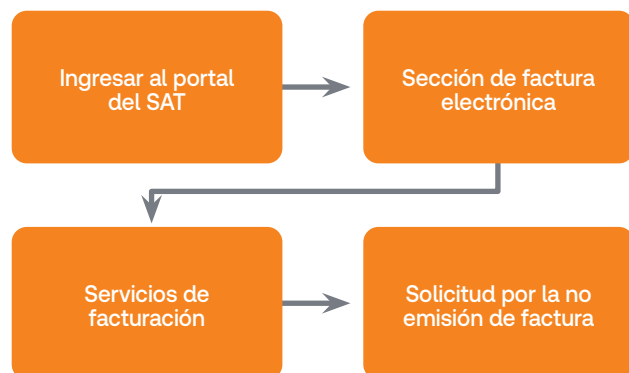 Ingresar al portal
del SAT
Sección de factura
electrónica
Servicios de
facturación
Solicitud por la no
emisión de factura